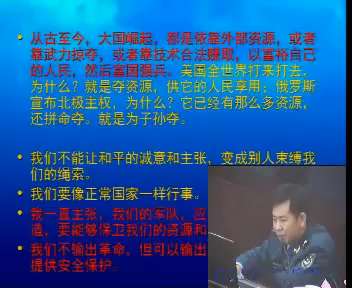 从古至今，大国崛起，都是依靠外部资源，或者
靠武力掠夺，或者靠技术合法赚取，以富裕自己
的人民，然后富国强兵。美国全世界打来打去，
为什么？就是夺资源，供它的人民享用；俄罗斯
宣布北极主权，为什么？它已经有那么多资源，
还拼命夺。就是为子孙夺。
我们不能让和平的诚意和主张，变成别人束缚我
们的绳索。
我们要像正常国家一样行事。
我一直主张，我们的军队，应
造，要能够保卫我们的资源和
我们不输出革命，但可以输出
提供安全保护。